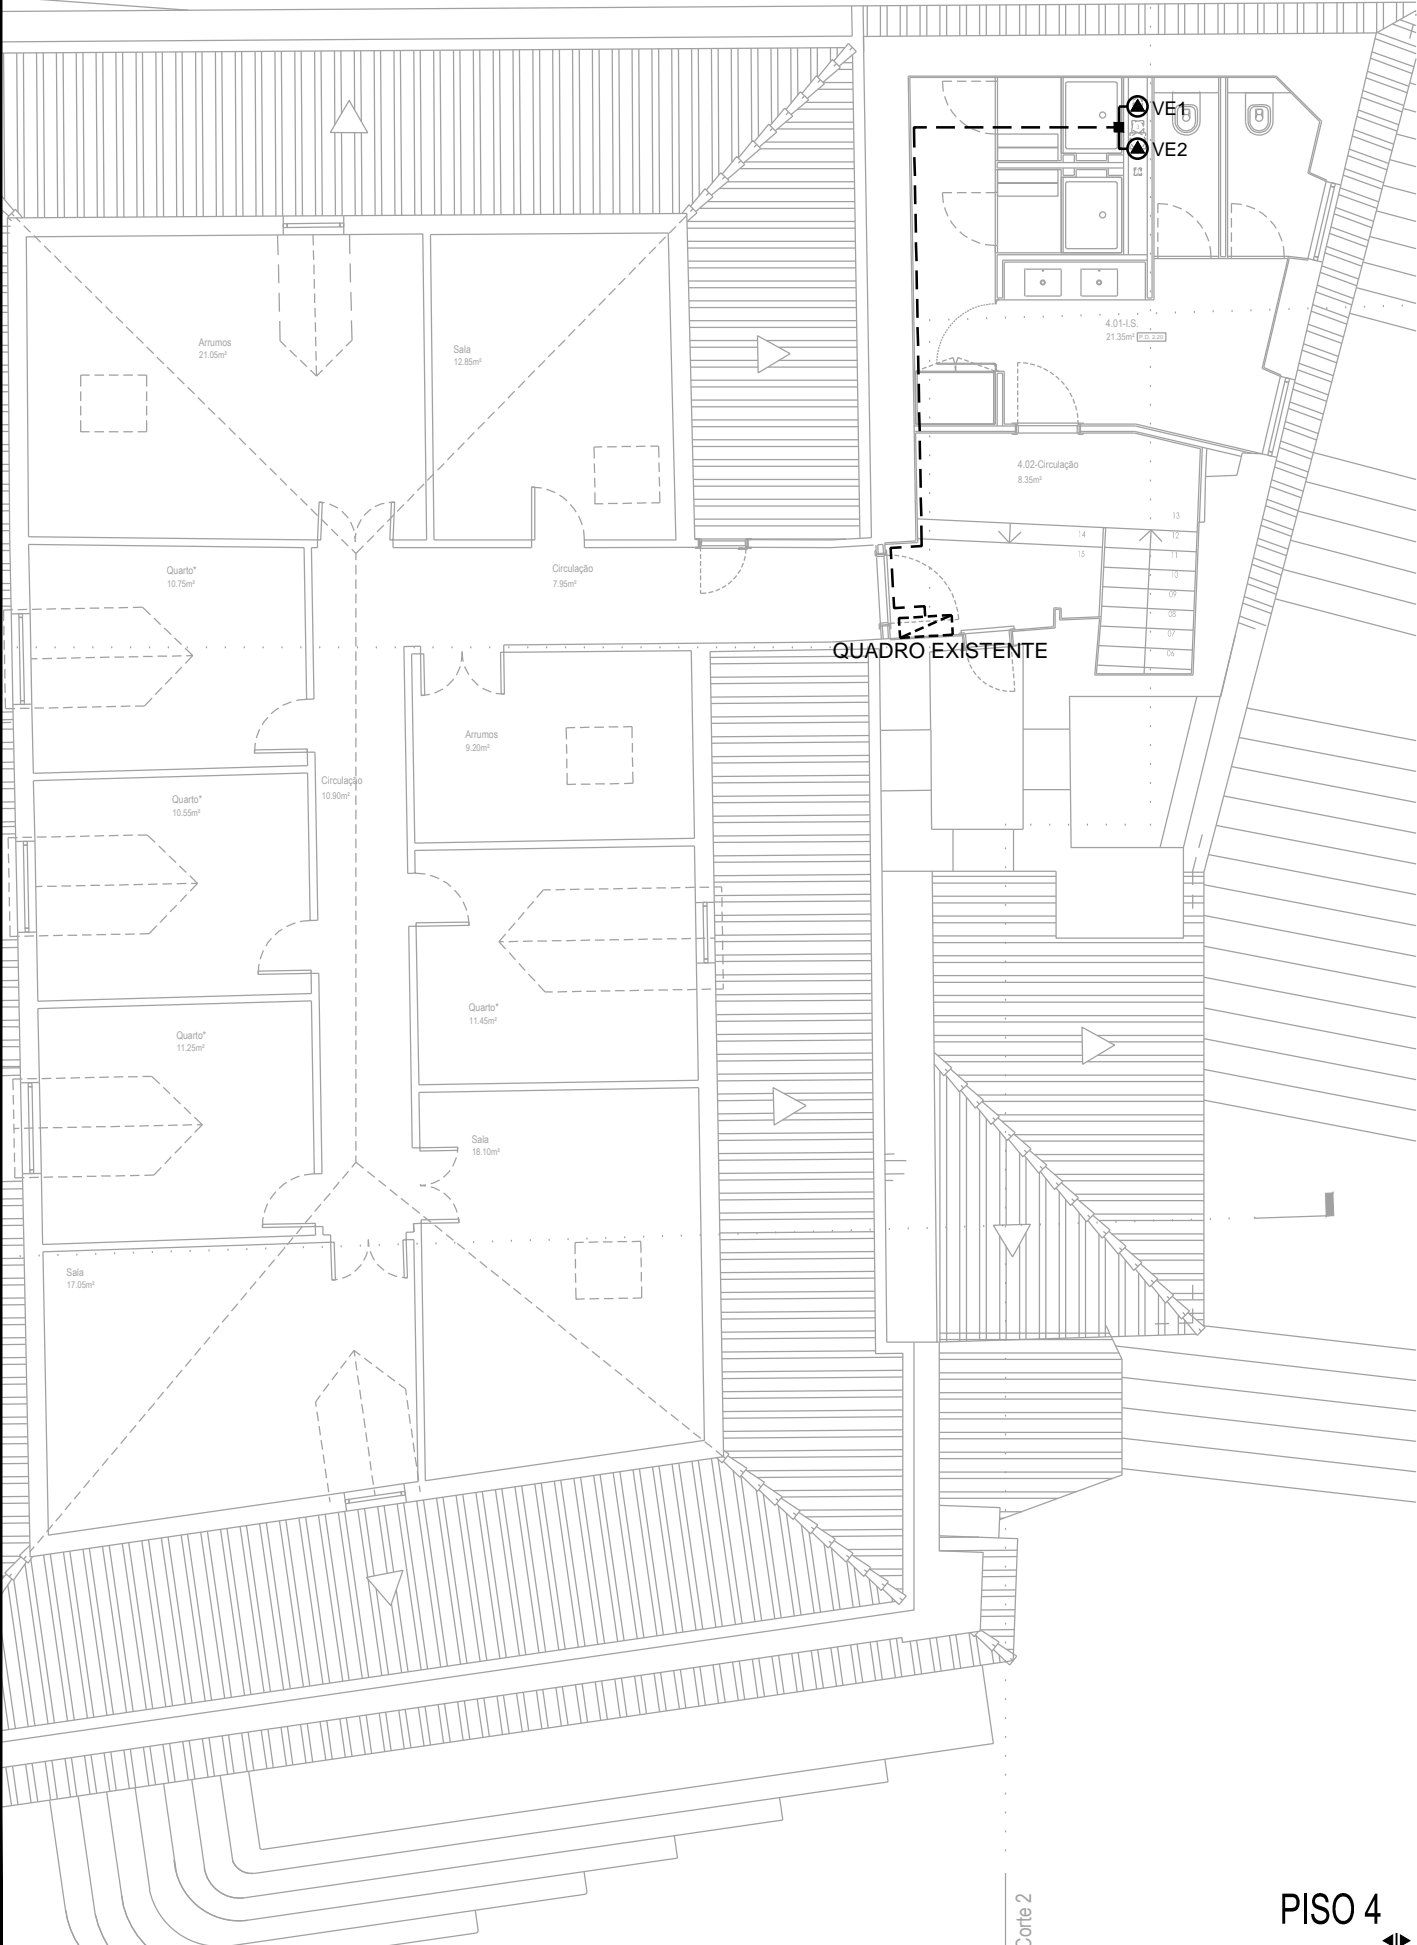 VE1
VE2
4.01-I.S.
21.35m² P.D. 2.20
Arrumos
21.05m²
Sala
12.85m²
4.02-Circulação
8.35m²
13
14
12
15
11
10
09
08
07
06
Quarto*
10.75m²
Circulação
7.95m²
QUADRO EXISTENTE
Arrumos
9.20m²
Circulação
10.90m²
Quarto*
10.55m²
Quarto*
11.45m²
Quarto*
11.25m²
Sala
18.10m²
Sala
17.05m²
Corte 2
PISO 4